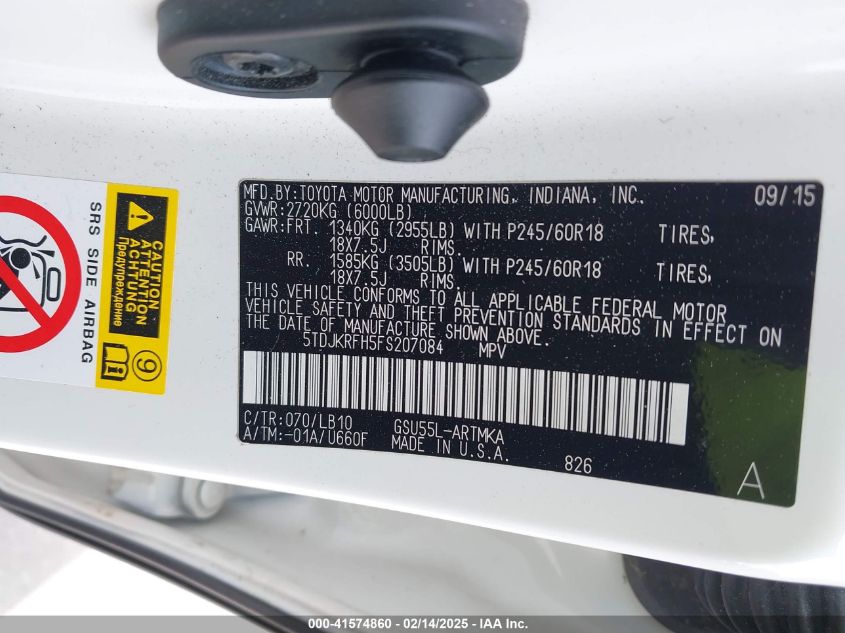 MFD.BY:TOYOTA MOTOR MANUFACTURING, INDIANA, INC. 09/15
GVWR:2720KG (6000LB)
GAWR:FRT. 1340KG (2955LB) WITH P245/60R18 TIRES,
18X7.5J RIMS.
RR. 1585KG (3505LB) WITH P245/60R18 TIRES,
18X7.5J RIMS.
THIS VEHICLE CONFORMS TO ALL APPLICABLE FEDERAL MOTOR
VEHICLE SAFETY AND THEFT PREVENTION STANDARDS IN EFFECT ON
THE DATE OF MANUFACTURE SHOWN ABOVE.
5TDJKRFH5FS207084 MPV
C/TR:070/LB10 GSU55L-ARTMKA
A/TM:-01A/U660F MADE IN U.S.A.
826
A
SRS SIDE AIRBAG
CAUTION
ATTENTION
ACHTUNG
Предупреждение
9
000-41574860 — 02/14/2025 — IAAI.COM